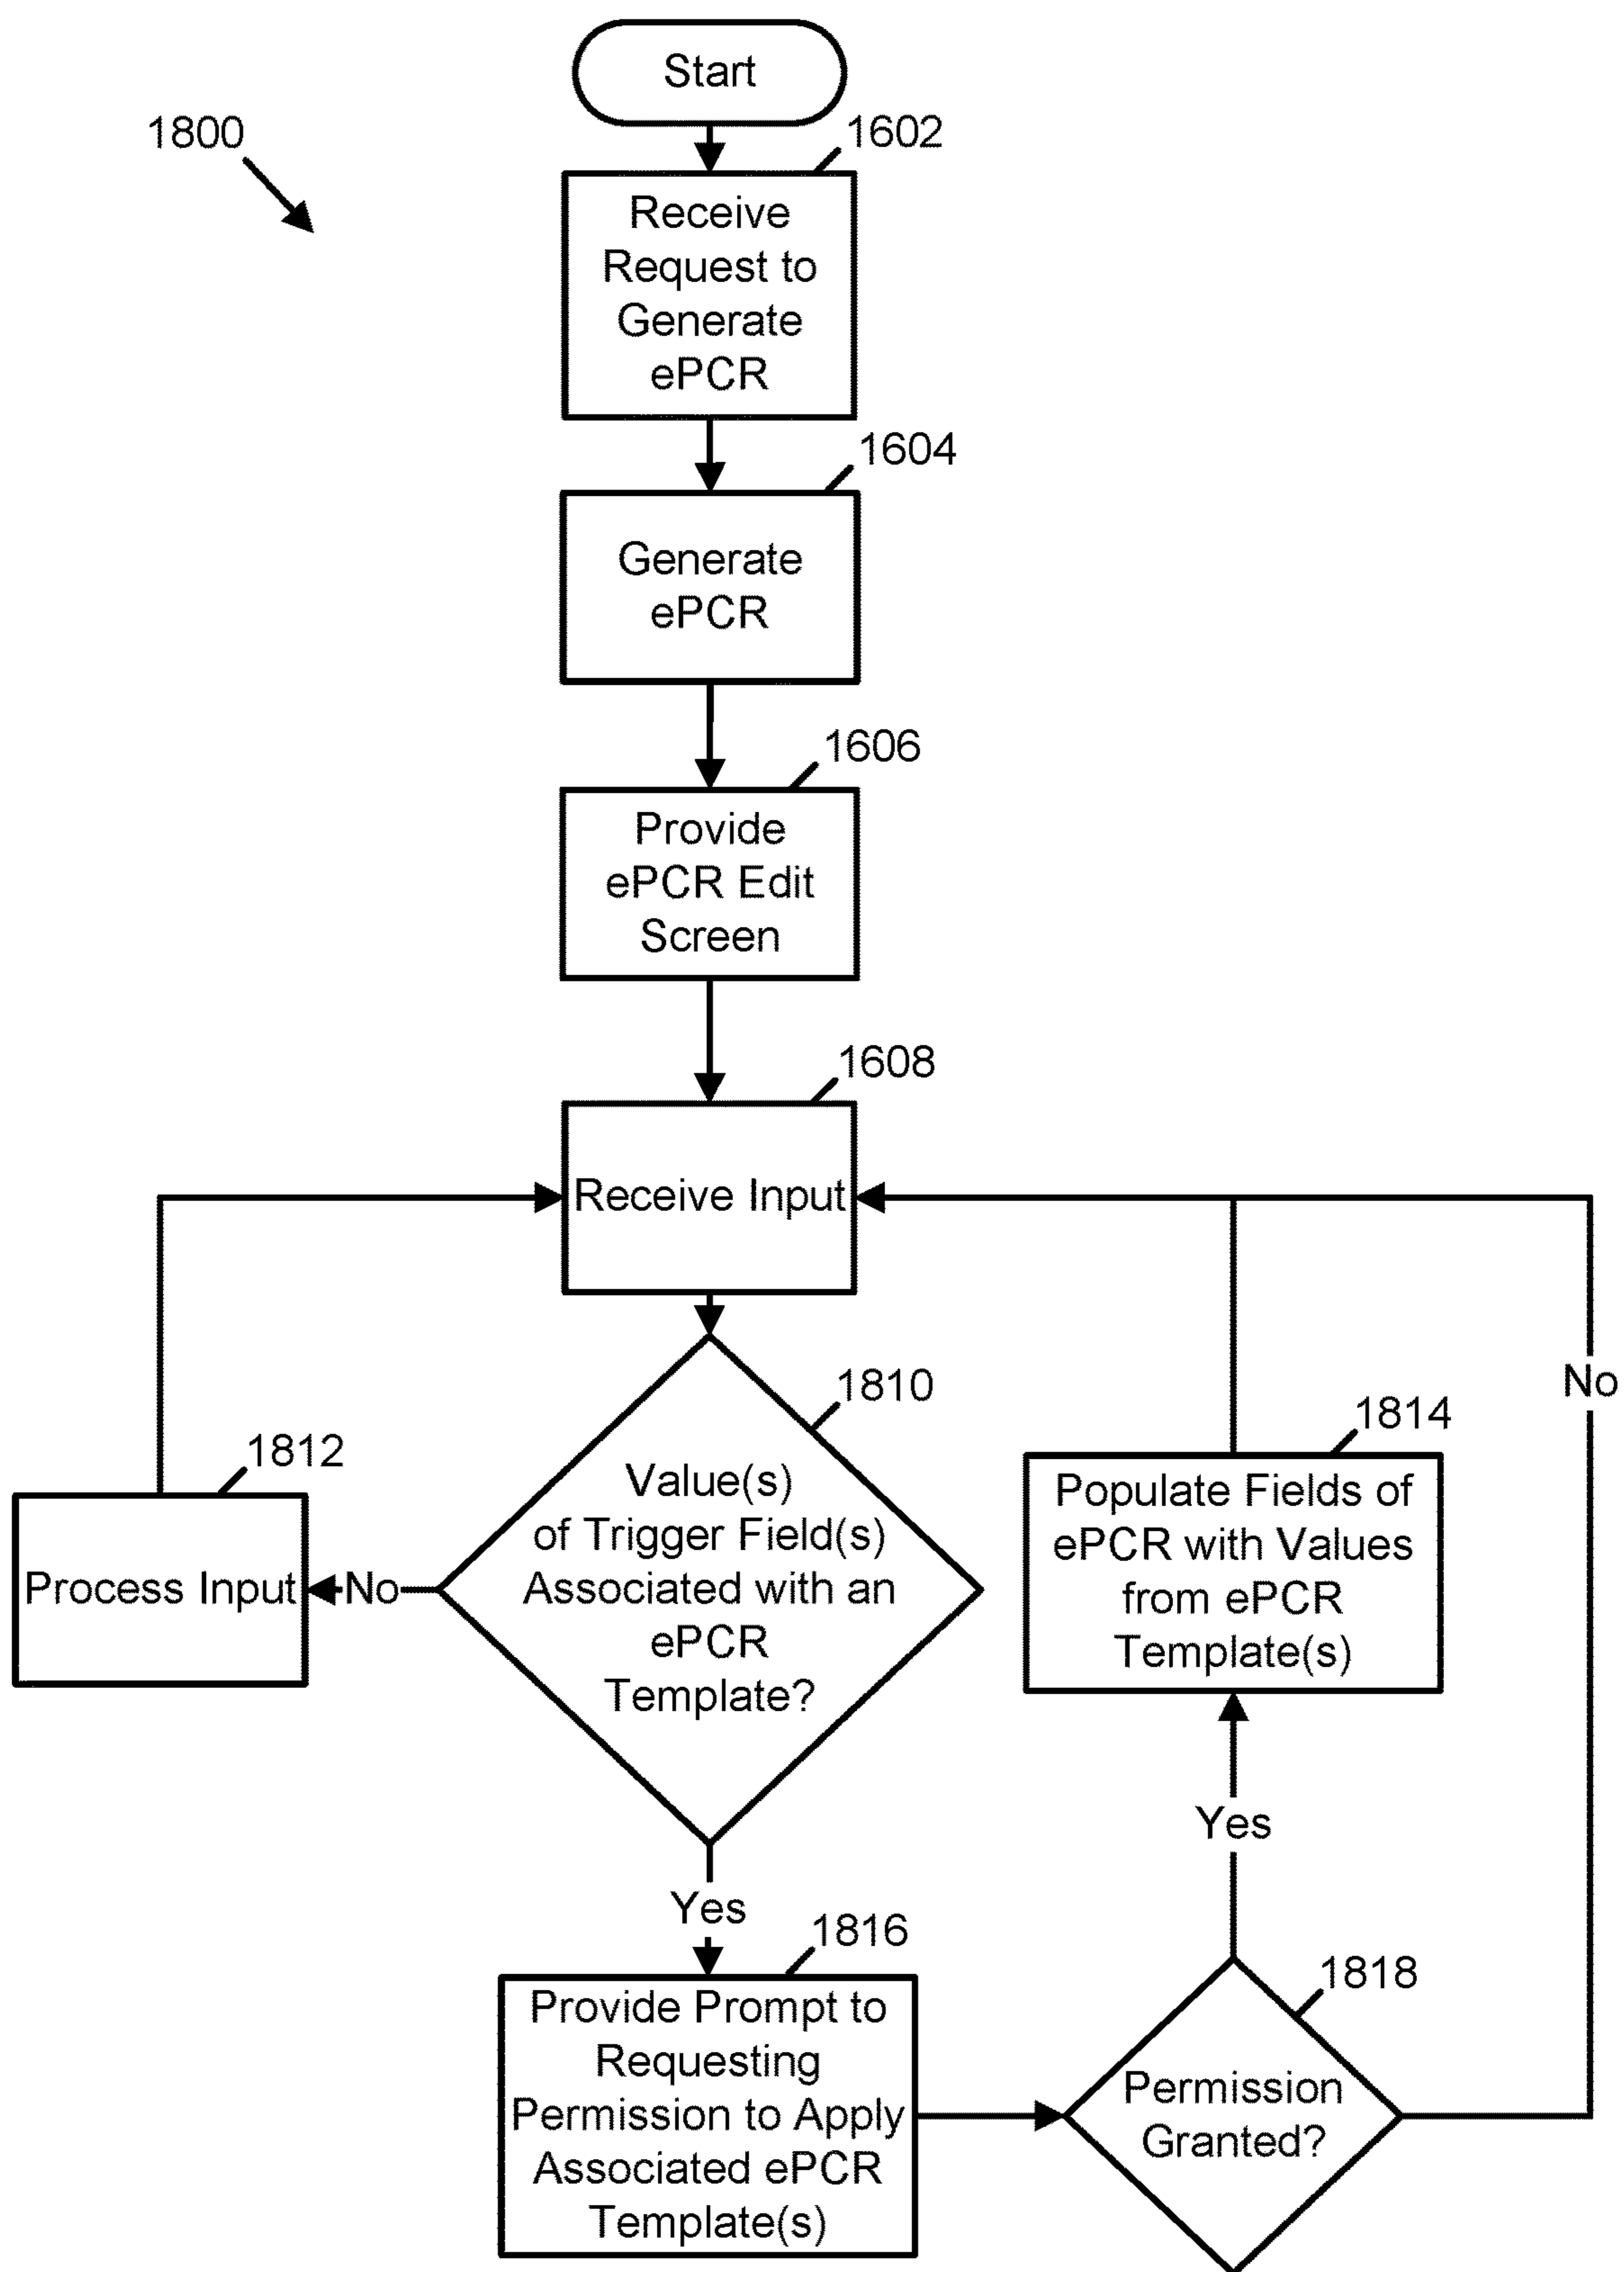 Start
1800
1602
Receive
Request to
Generate
ePCR
1604
Generate
ePCR
1606
Provide
ePCR Edit
Screen
1608
Receive Input
No
1810
1814
1812
Value(s)
of Trigger Field(s)
Associated with an
ePCR
Template?
Populate Fields of
ePCR with Values
from ePCR
Template(s)
Process Input
No
Yes
Yes
1816
1818
Provide Prompt to
Requesting
Permission to Apply
Associated ePCR
Template(s)
Permission
Granted?